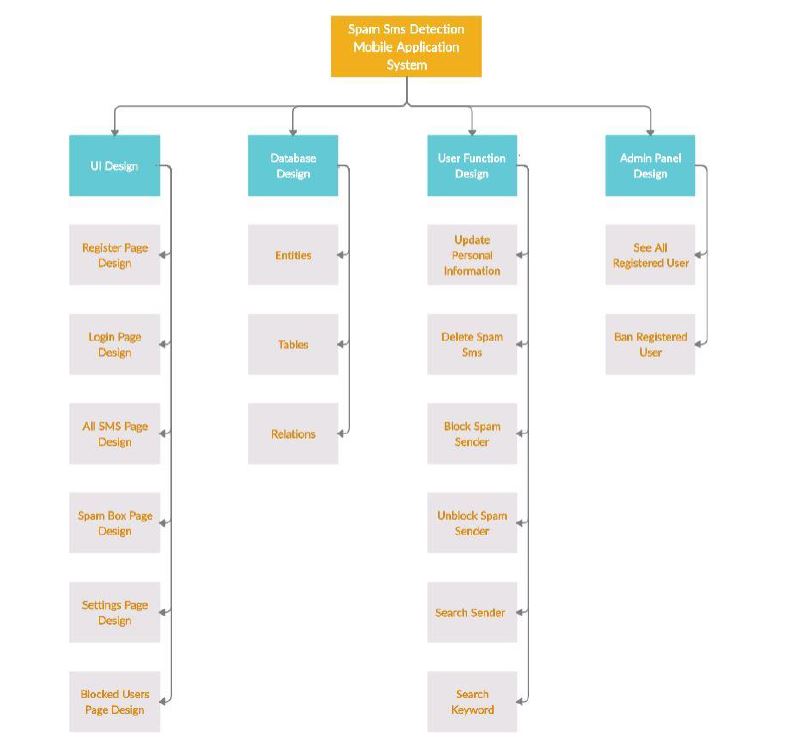 Spam Sms Detection
Mobile Application
System
UI Design
Database
Design
User Function
Design
Admin Panel
Design
Register Page
Design
Entities
Update
Personal
Information
See All
Registered User
Login Page
Design
Tables
Delete Spam
Sms
Ban Registered
User
All SMS Page
Design
Relations
Block Spam
Sender
Spam Box Page
Design
Unblock Spam
Sender
Settings Page
Design
Search Sender
Blocked Users
Page Design
Search
Keyword